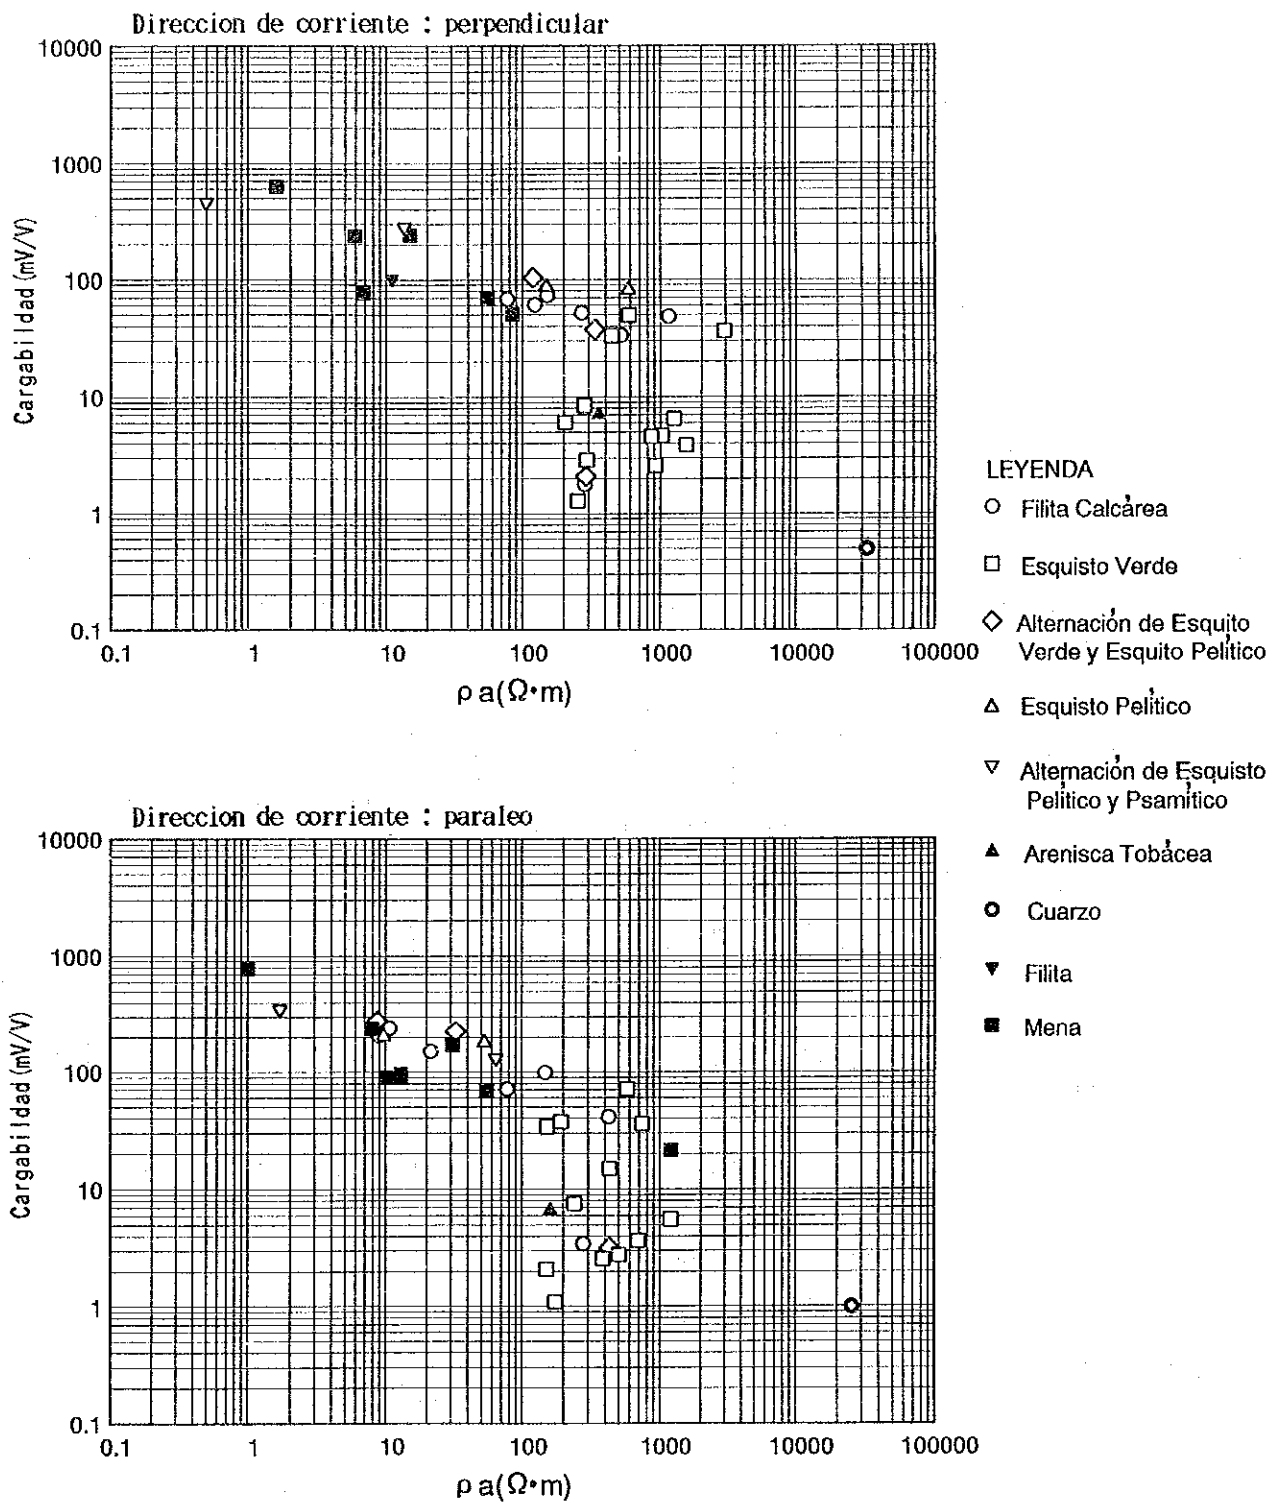 Direccion de corriente : perpendicular
10000
1000
100
10
1
0.1
Cargabildad (mV/V)
0.1 1 10 100 1000 10000 100000
ρa(Ω•m)
LEYENDA
Filita Calcárea
Esquisto Verde
Alternación de Esquito
Verde y Esquito Pelítico
Esquisto Pelítico
Alternación de Esquisto
Pelítico y Psamítico
Arenisca Tobácea
Cuarzo
Filita
Mena
Direccion de corriente : paraleo
10000
1000
100
10
1
0.1
Cargabildad (mV/V)
0.1 1 10 100 1000 10000 100000
ρa(Ω•m)